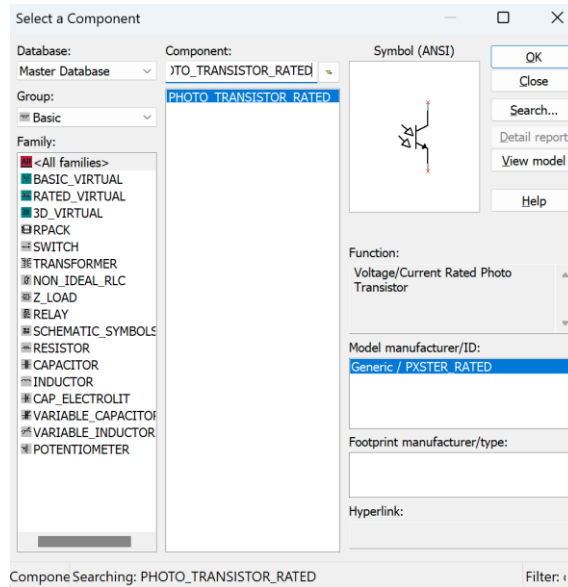 Select a Component
Database:
Master Database
Group:
Basic
Family:
<All families>
BASIC_VIRTUAL
RATED_VIRTUAL
3D_VIRTUAL
RPACK
SWITCH
TRANSFORMER
NON_IDEAL_RLC
Z_LOAD
RELAY
SCHEMATIC_SYMBOLS
RESISTOR
CAPACITOR
INDUCTOR
CAP_ELECTROLIT
VARIABLE_CAPACITOR
VARIABLE_INDUCTOR
POTENTIOMETER
Component:
OTO_TRANSISTOR_RATED
PHOTO_TRANSISTOR_RATED
Symbol (ANSI)
OK
Close
Search...
Detail report
View model
Help
Function:
Voltage/Current Rated Photo
Transistor
Model manufacturer/ID:
Generic / PXSTER_RATED
Footprint manufacturer/type:
Hyperlink:
Compone
Searching: PHOTO_TRANSISTOR_RATED
Filter: